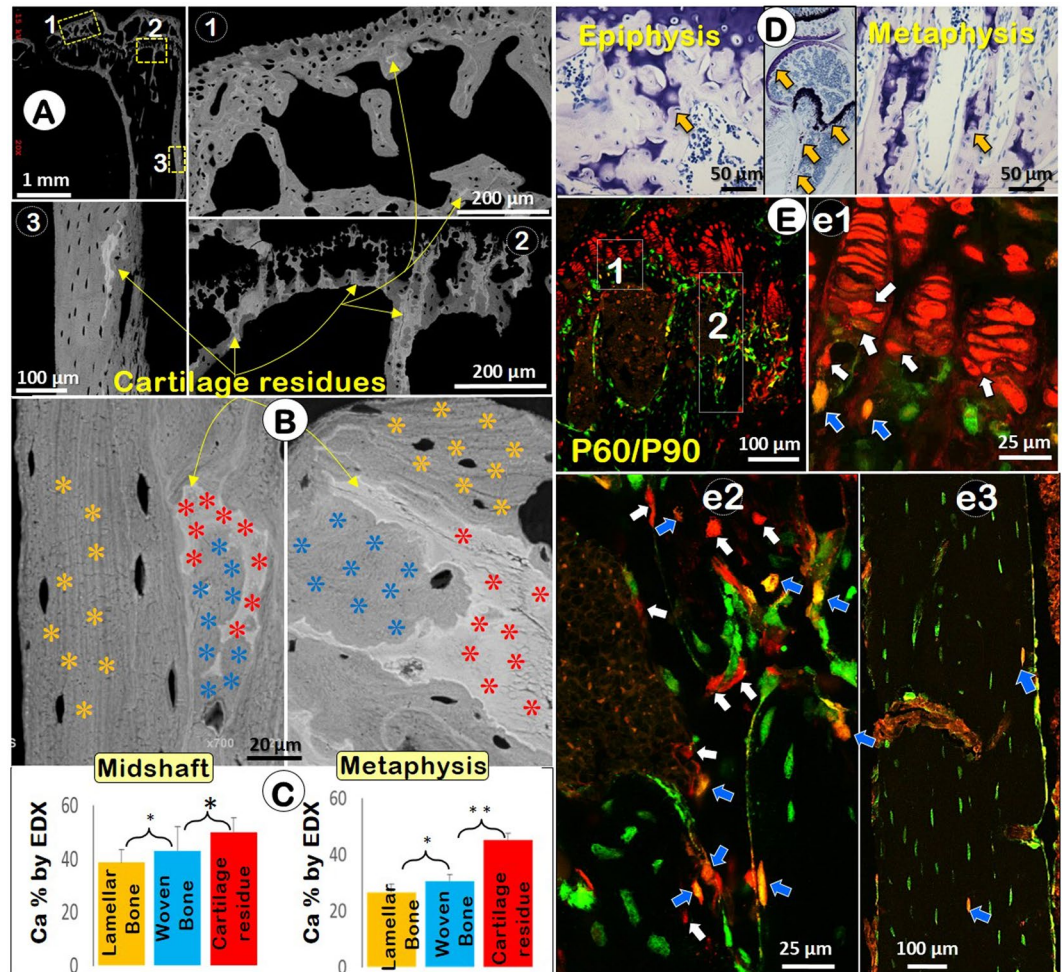 15 kV
20X
1
2
A
3
1 mm
1
200 µm
3
100 µm
2
200 µm
Cartilage residues
B
S
x700
20 µm
Midshaft
Metaphysis
C
Ca % by EDX
60
40
20
0
Lamellar
Bone
Woven
Bone
Cartilage
residue
*
*
Ca % by EDX
60
40
20
0
Lamellar
Bone
Woven
Bone
Cartilage
residue
*
**
Epiphysis
D
Metaphysis
50 µm
50 µm
E
1
2
P60/P90
100 µm
e1
25 µm
e2
25 µm
e3
100 µm